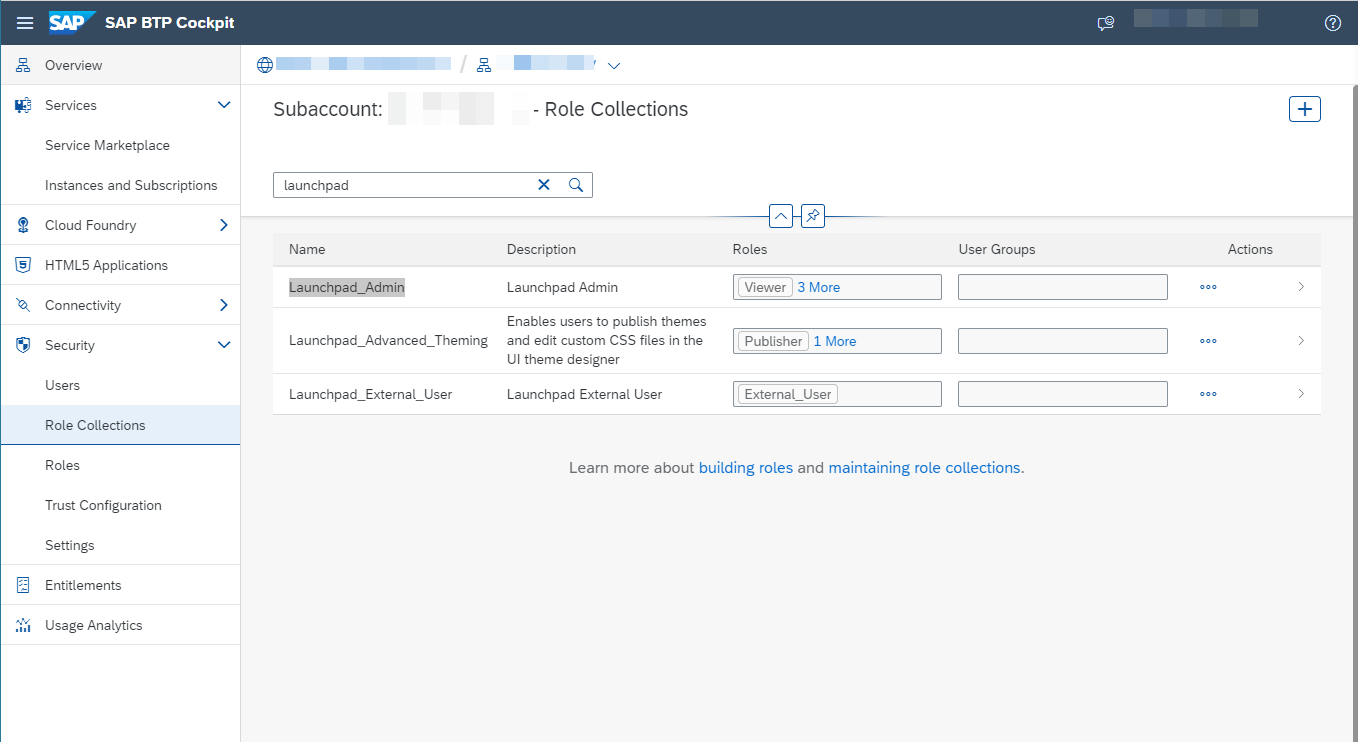 SAP SAP BTP Cockpit
Overview
Services
Service Marketplace
Instances and Subscriptions
Cloud Foundry
HTML5 Applications
Connectivity
Security
Users
Role Collections
Roles
Trust Configuration
Settings
Entitlements
Usage Analytics
/
Subaccount: - Role Collections
launchpad
Name Description Roles User Groups Actions
Launchpad_Admin Launchpad Admin Viewer 3 More
Launchpad_Advanced_Theming Enables users to publish themes
and edit custom CSS files in the
UI theme designer
Publisher 1 More
Launchpad_External_User Launchpad External User External_User
Learn more about building roles and maintaining role collections.